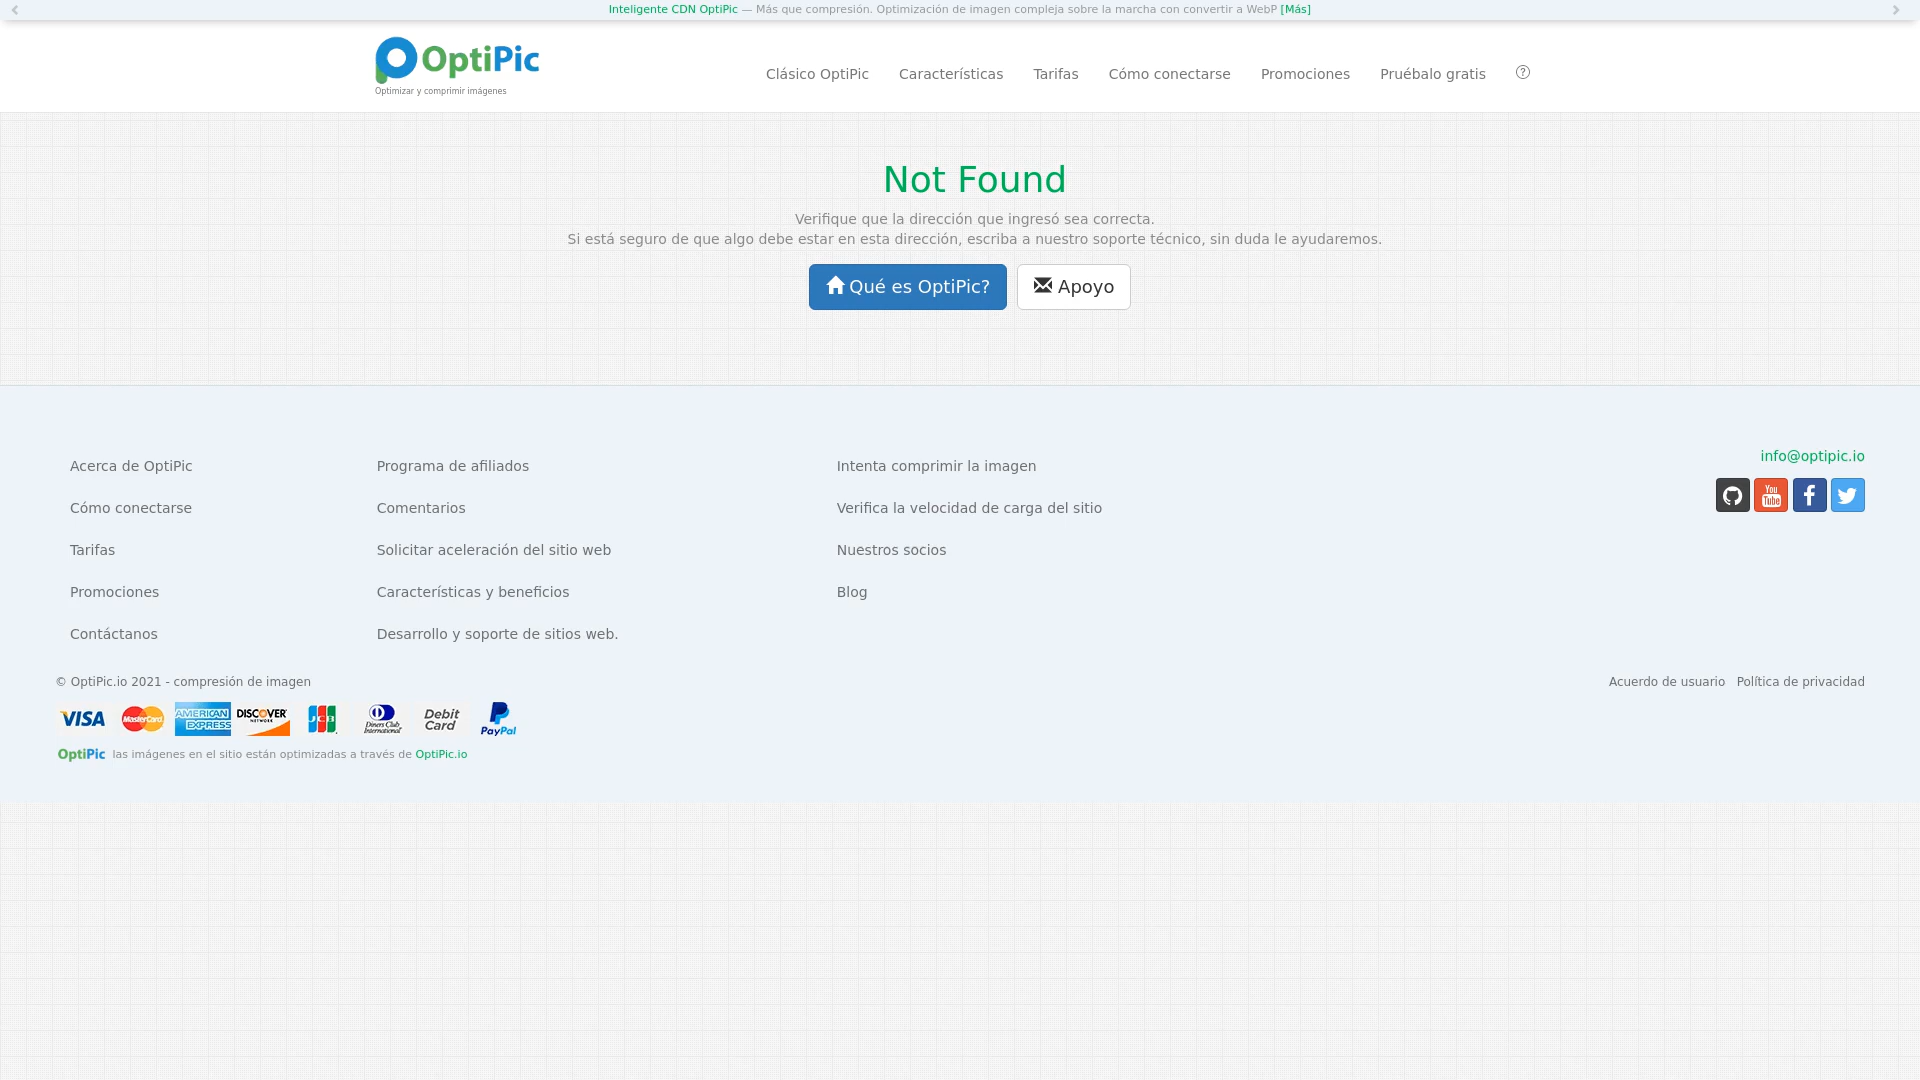 Inteligente CDN OptiPic — Más que compresión. Optimización de imagen compleja sobre la marcha con convertir a WebP [Más]
OptiPic
Optimizar y comprimir imágenes
Clásico OptiPic
Características
Tarifas
Cómo conectarse
Promociones
Pruébalo gratis
Not Found
Verifique que la dirección que ingresó sea correcta.
Si está seguro de que algo debe estar en esta dirección, escriba a nuestro soporte técnico, sin duda le ayudaremos.
Qué es OptiPic?
Apoyo
Acerca de OptiPic
Cómo conectarse
Tarifas
Promociones
Contáctanos
Programa de afiliados
Comentarios
Solicitar aceleración del sitio web
Características y beneficios
Desarrollo y soporte de sitios web.
Intenta comprimir la imagen
Verifica la velocidad de carga del sitio
Nuestros socios
Blog
info@optipic.io
You Tube
© OptiPic.io 2021 - compresión de imagen
Acuerdo de usuario
Política de privacidad
VISA
MasterCard
AMERICAN EXPRESS
DISCOVER NETWORK
JCB
Diners Club International
Debit Card
PayPal
OptiPic las imágenes en el sitio están optimizadas a través de OptiPic.io